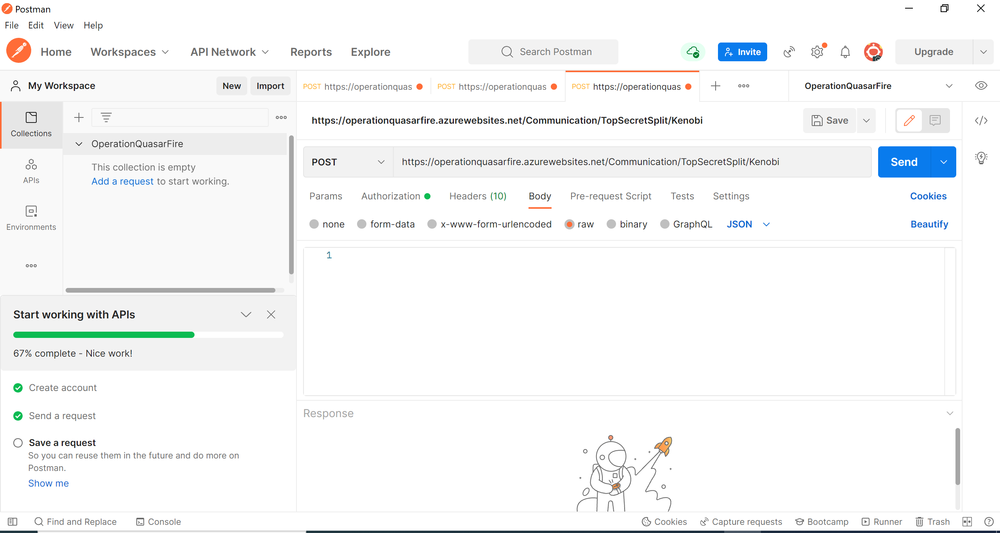 Postman
File Edit View Help
Home Workspaces API Network Reports Explore Search Postman Invite Upgrade
My Workspace New Import
POST https://operationquas POST https://operationquas POST https://operationquas OperationQuasarFire
Collections
OperationQuasarFire
This collection is empty
Add a request to start working.
APIs
Environments
https://operationquasarfire.azurewebsites.net/Communication/TopSecretSplit/Kenobi Save
POST https://operationquasarfire.azurewebsites.net/Communication/TopSecretSplit/Kenobi Send
Params Authorization Headers (10) Body Pre-request Script Tests Settings Cookies
none form-data x-www-form-urlencoded raw binary GraphQL JSON Beautify
1
Start working with APIs
67% complete - Nice work!
Create account
Send a request
Save a request
So you can reuse them in the future and do more on
Postman.
Show me
Response
Find and Replace Console Cookies Capture requests Bootcamp Runner Trash